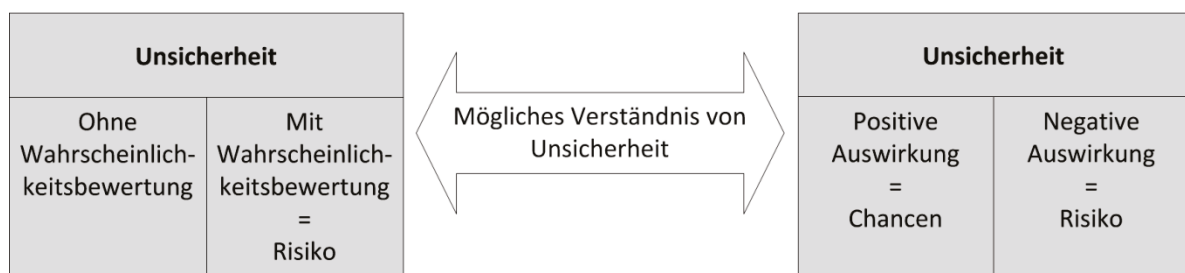 Unsicherheit
Ohne
Wahrscheinlich-
keitsbewertung
Mit
Wahrscheinlich-
keitsbewertung
=
Risiko
Mögliches Verständnis von
Unsicherheit
Unsicherheit
Positive
Auswirkung
=
Chancen
Negative
Auswirkung
=
Risiko